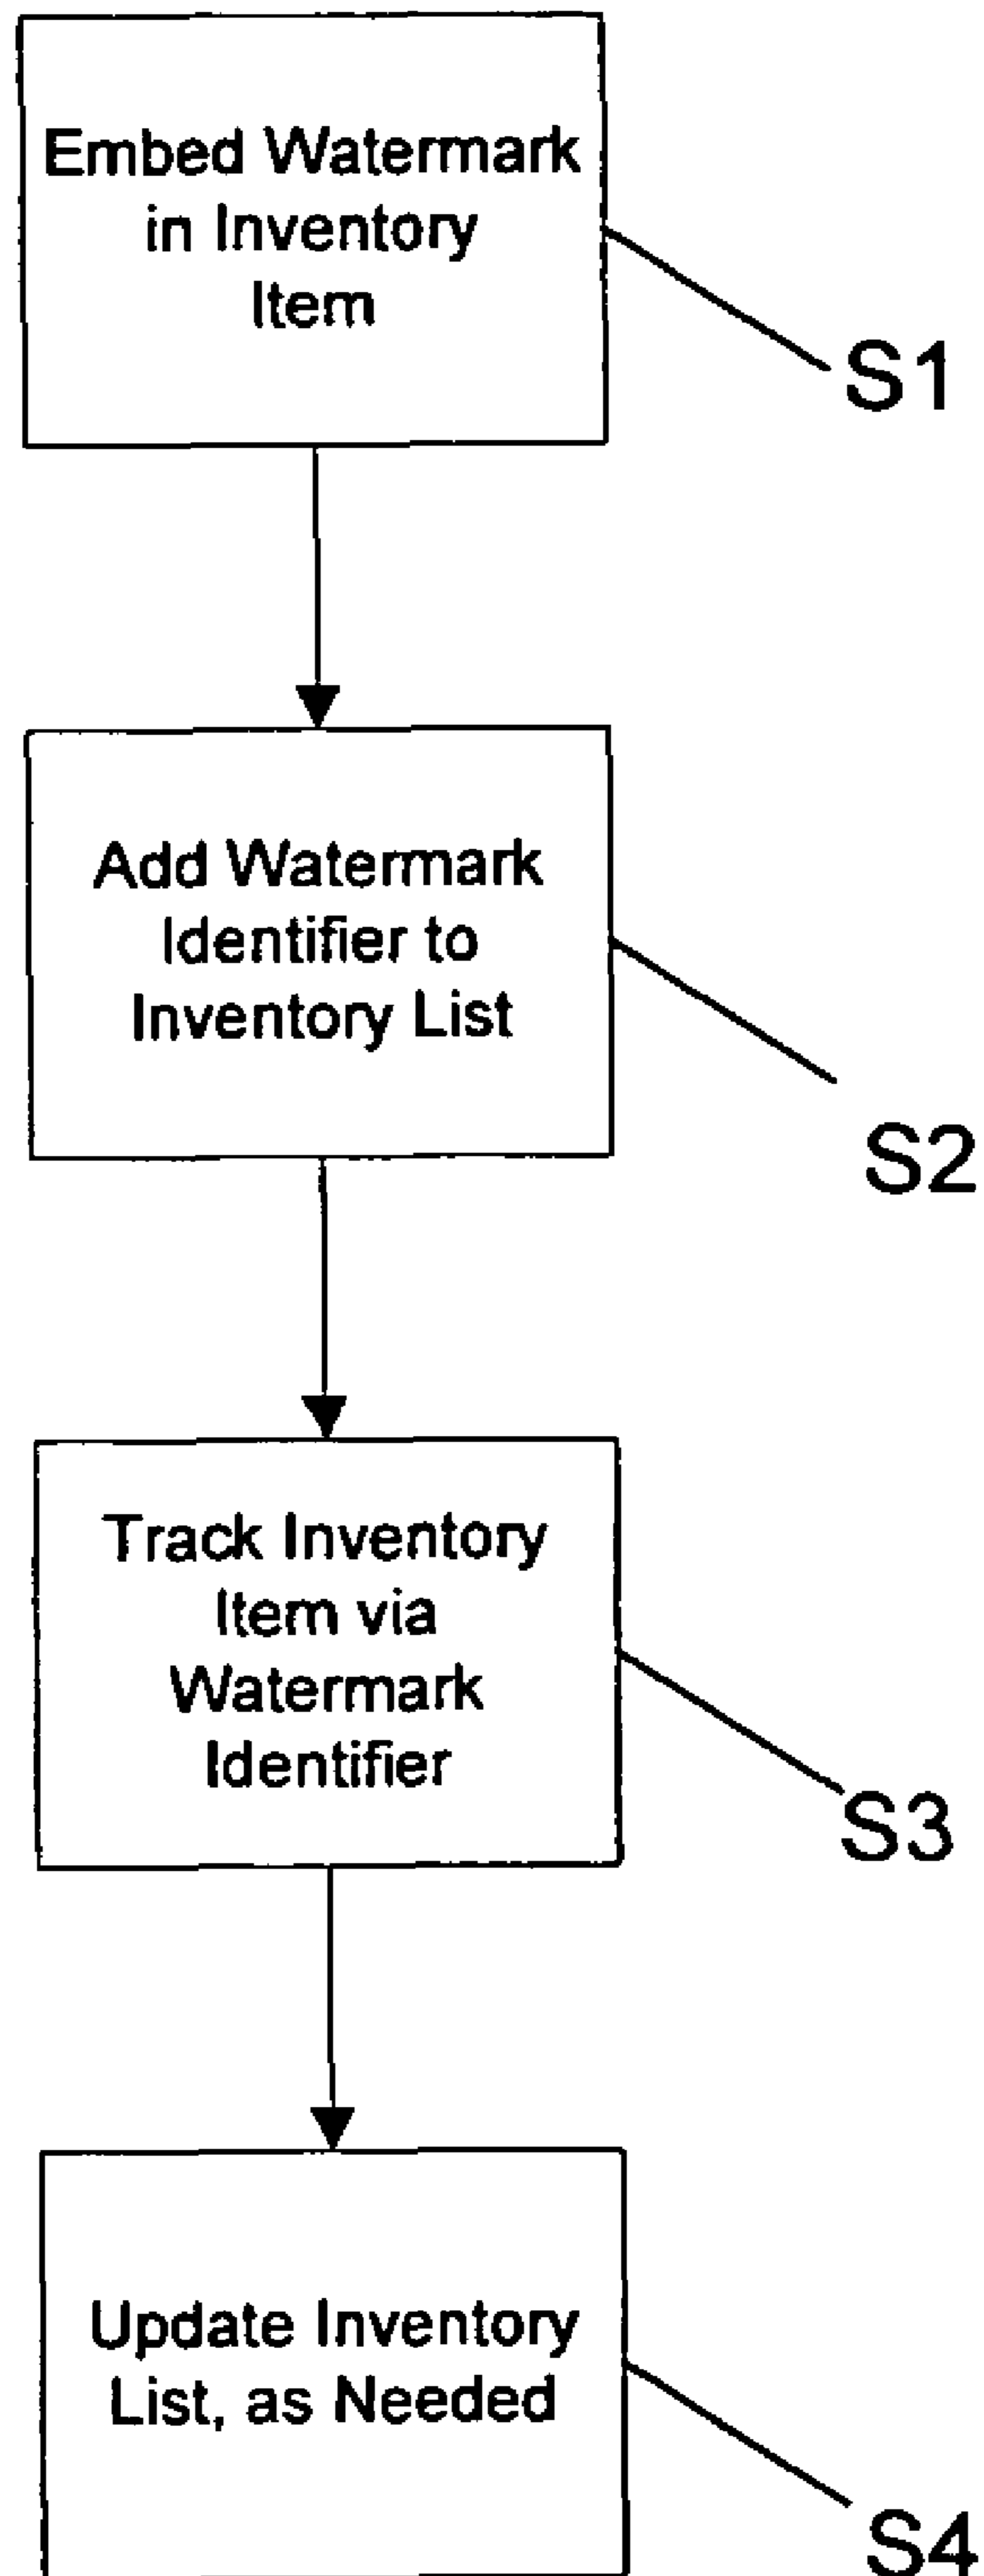 Embed Watermark
in Inventory
Item
S1
Add Watermark
Identifier to
Inventory List
S2
Track Inventory
Item via
Watermark
Identifier
S3
Update Inventory
List, as Needed
S4